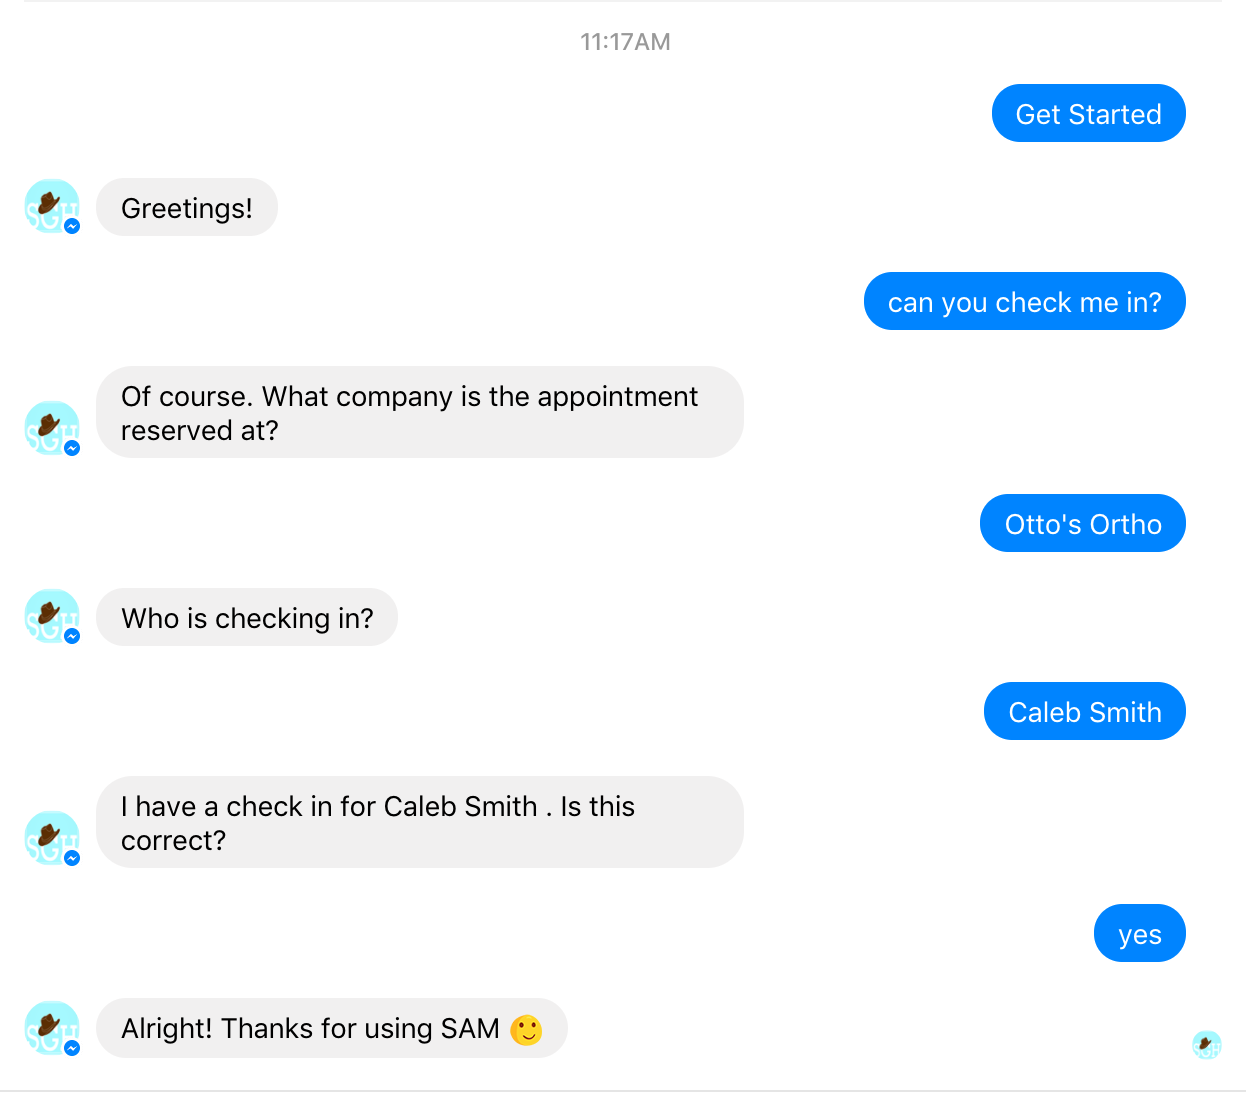 11:17AM
Get Started
Greetings!
can you check me in?
Of course. What company is the appointment
reserved at?
Otto's Ortho
Who is checking in?
Caleb Smith
I have a check in for Caleb Smith . Is this
correct?
yes
Alright! Thanks for using SAM 🙂
SGH